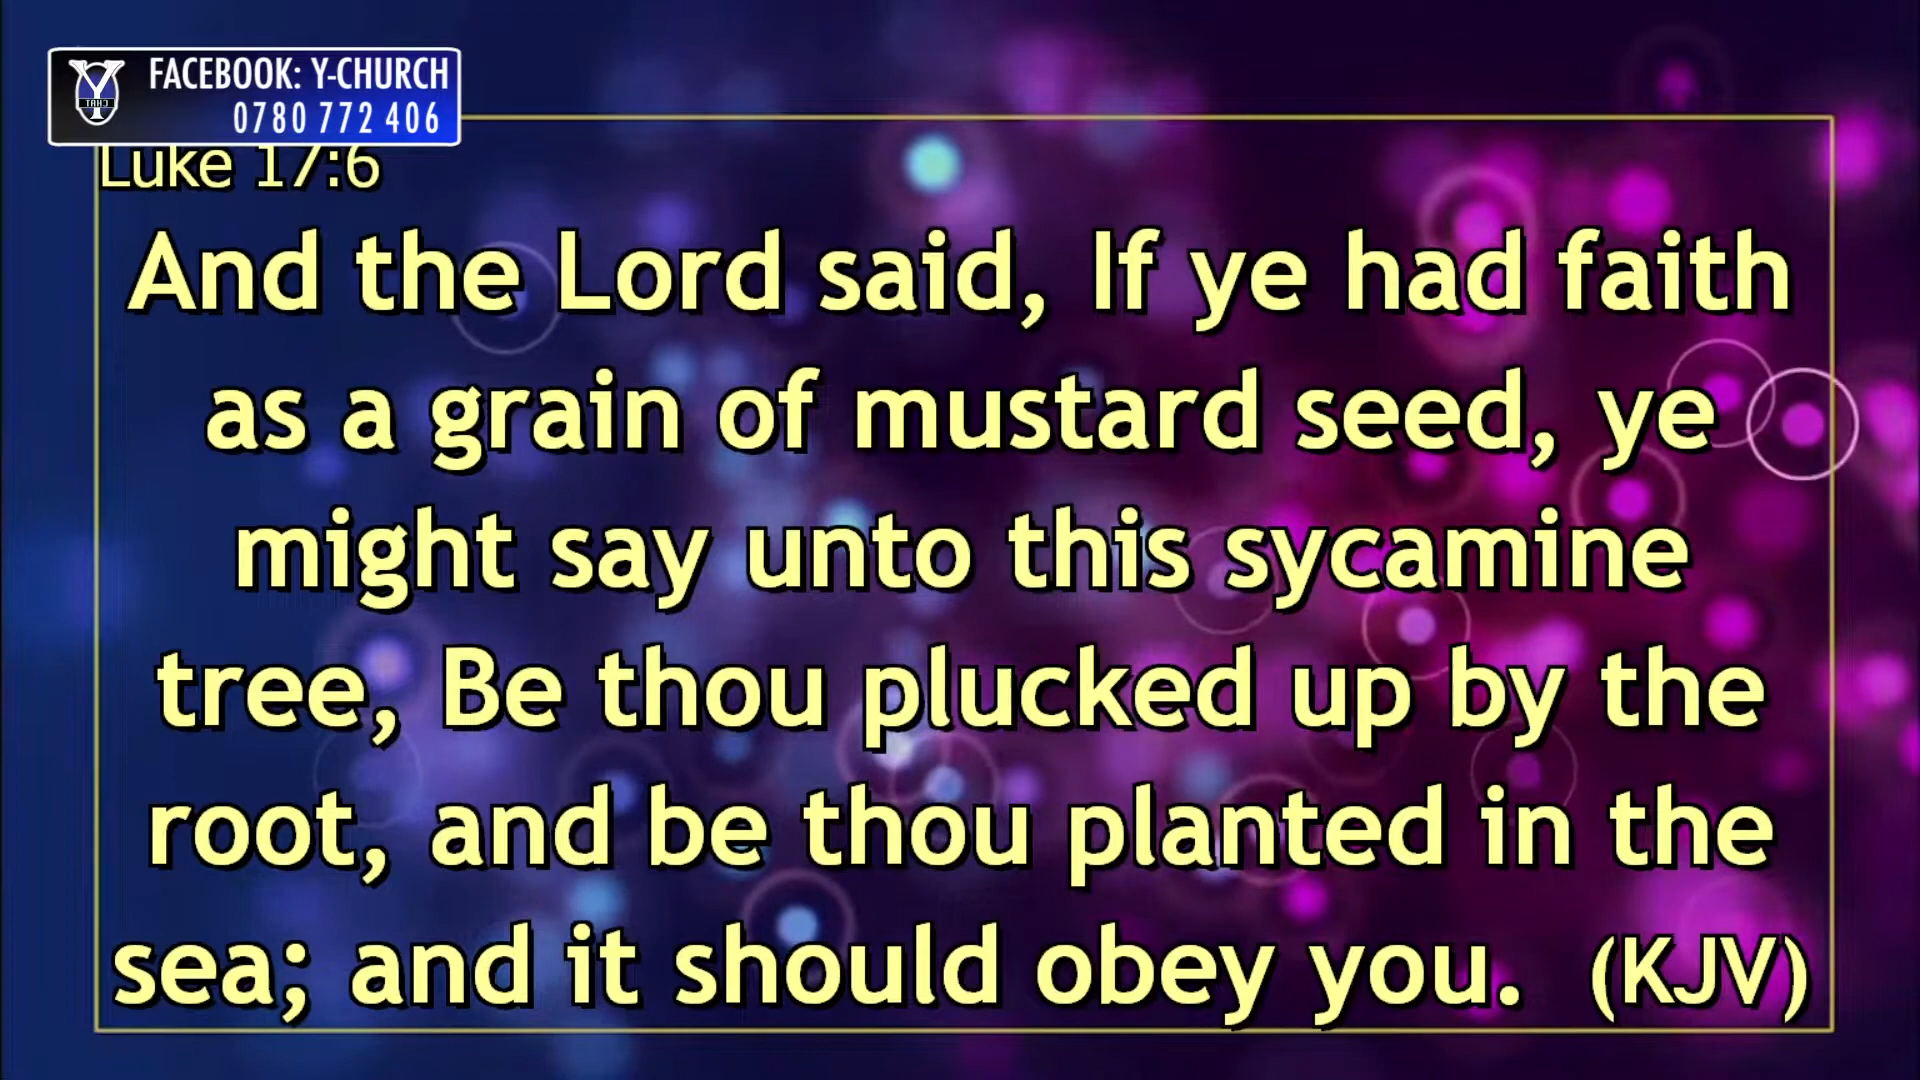 FACEBOOK: Y-CHURCH
0780 772 406
Luke 17:6
And the Lord said, If ye had faith
as a grain of mustard seed, ye
might say unto this sycamine
tree, Be thou plucked up by the
root, and be thou planted in the
sea; and it should obey you. (KJV)